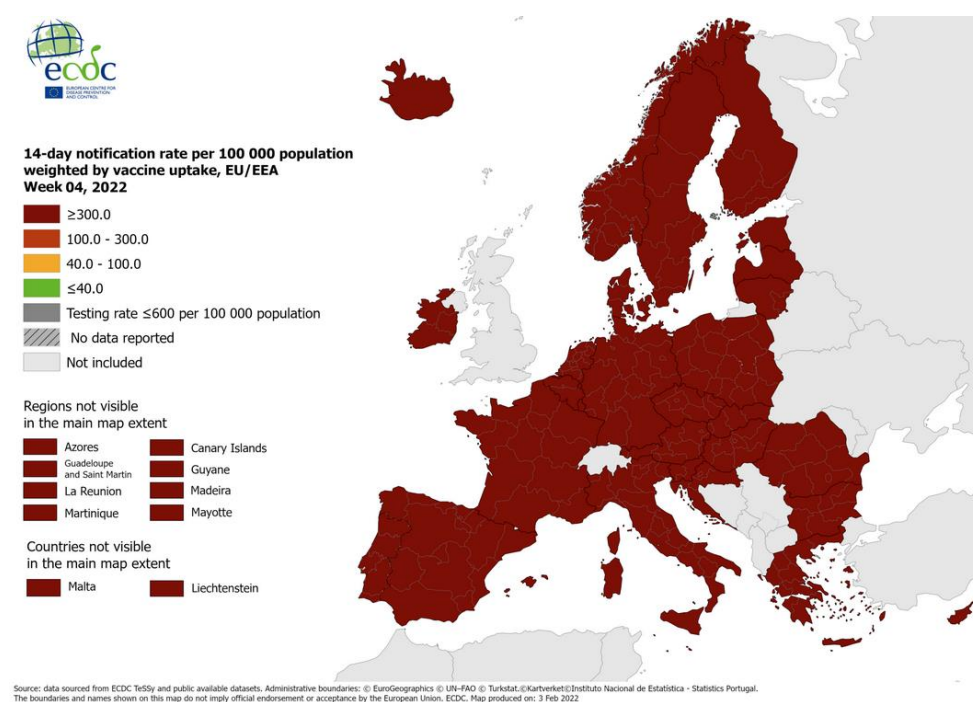 ecdc
EUROPEAN CENTRE FOR
DISEASE PREVENTION
AND CONTROL
14-day notification rate per 100 000 population
weighted by vaccine uptake, EU/EEA
Week 04, 2022
≥300.0
100.0 - 300.0
40.0 - 100.0
≤40.0
Testing rate ≤600 per 100 000 population
No data reported
Not included
Regions not visible
in the main map extent
Azores
Canary Islands
Guadeloupe
and Saint Martin
Guyane
La Reunion
Madeira
Martinique
Mayotte
Countries not visible
in the main map extent
Malta
Liechtenstein
Source: data sourced from ECDC TeSSy and public available datasets. Administrative boundaries: © EuroGeographics © UN–FAO © Turkstat.©Kartverket©Instituto Nacional de Estatística - Statistics Portugal.
The boundaries and names shown on this map do not imply official endorsement or acceptance by the European Union. ECDC. Map produced on: 3 Feb 2022